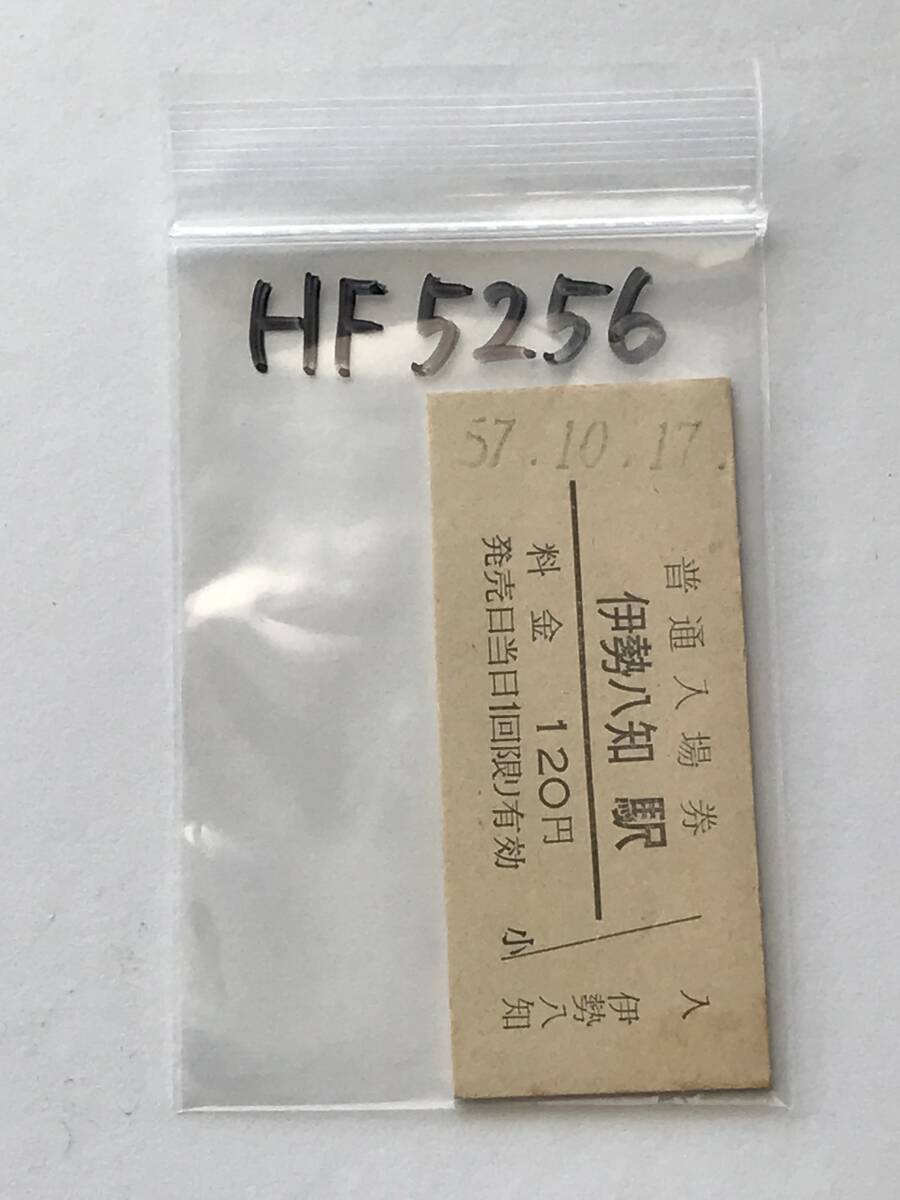 HF5256
57.10.17.
普通入場券
伊勢八知 駅
料金 120円
発売日当日1回限り有効
小
入
伊勢八知